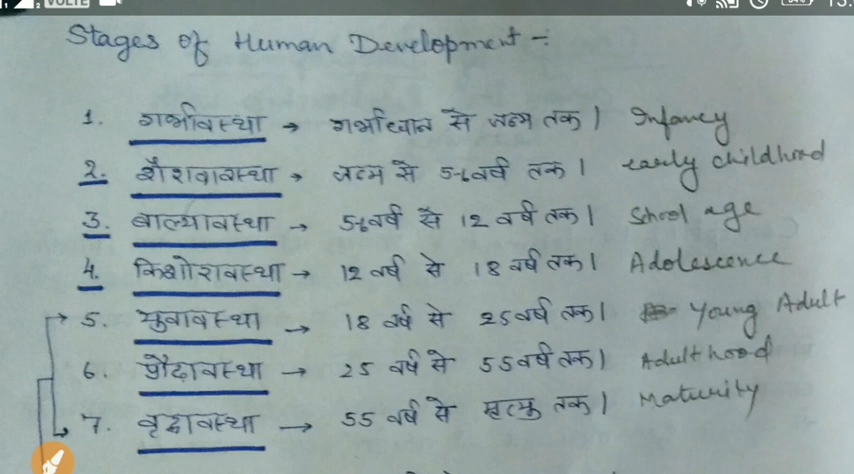 VOLTE
Stages of Human Development -:
1. गर्भावस्था → गर्भाधान से जन्म तक। Infancy
2. शैशवावस्था → जन्म से 5-6 वर्ष तक। early childhood
3. बाल्यावस्था → 5-6 वर्ष से 12 वर्ष तक। School age
4. किशोरावस्था → 12 वर्ष से 18 वर्ष तक। Adolescence
5. युवावस्था → 18 वर्ष से 25 वर्ष तक। Young Adult
6. प्रौढावस्था → 25 वर्ष से 55 वर्ष तक। Adulthood
7. वृद्धावस्था → 55 वर्ष से मृत्यु तक। Maturity